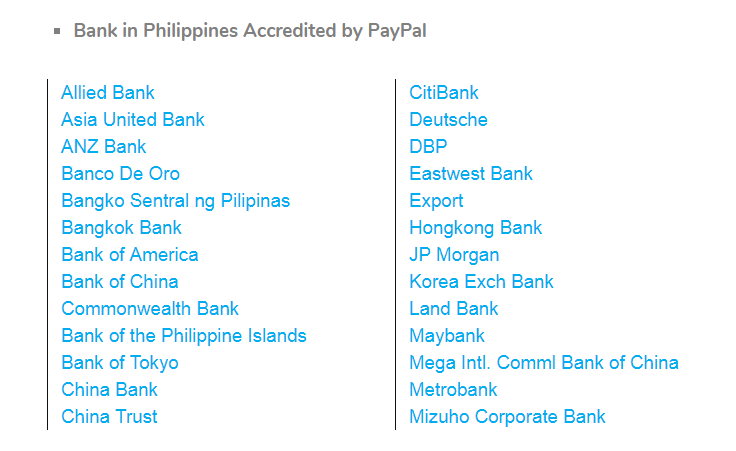 ▪ Bank in Philippines Accredited by PayPal
Allied Bank
Asia United Bank
ANZ Bank
Banco De Oro
Bangko Sentral ng Pilipinas
Bangkok Bank
Bank of America
Bank of China
Commonwealth Bank
Bank of the Philippine Islands
Bank of Tokyo
China Bank
China Trust
CitiBank
Deutsche
DBP
Eastwest Bank
Export
Hongkong Bank
JP Morgan
Korea Exch Bank
Land Bank
Maybank
Mega Intl. Comml Bank of China
Metrobank
Mizuho Corporate Bank